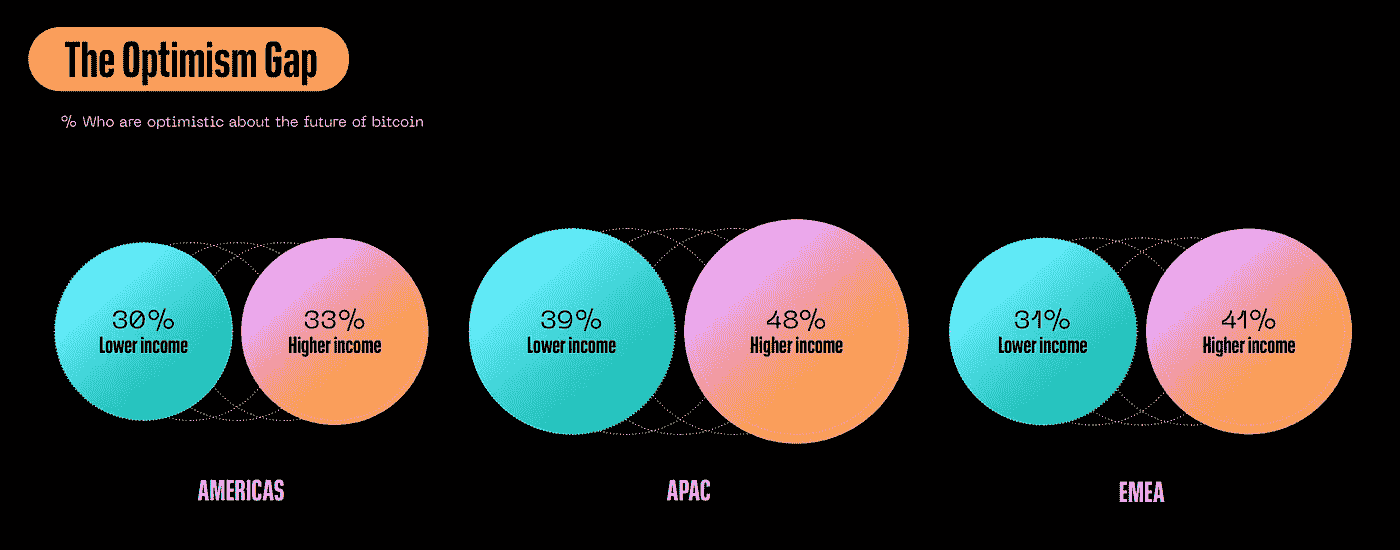 The Optimism Gap
% Who are optimistic about the future of bitcoin
30%
Lower income
33%
Higher income
39%
Lower income
48%
Higher income
31%
Lower income
41%
Higher income
AMERICAS
APAC
EMEA